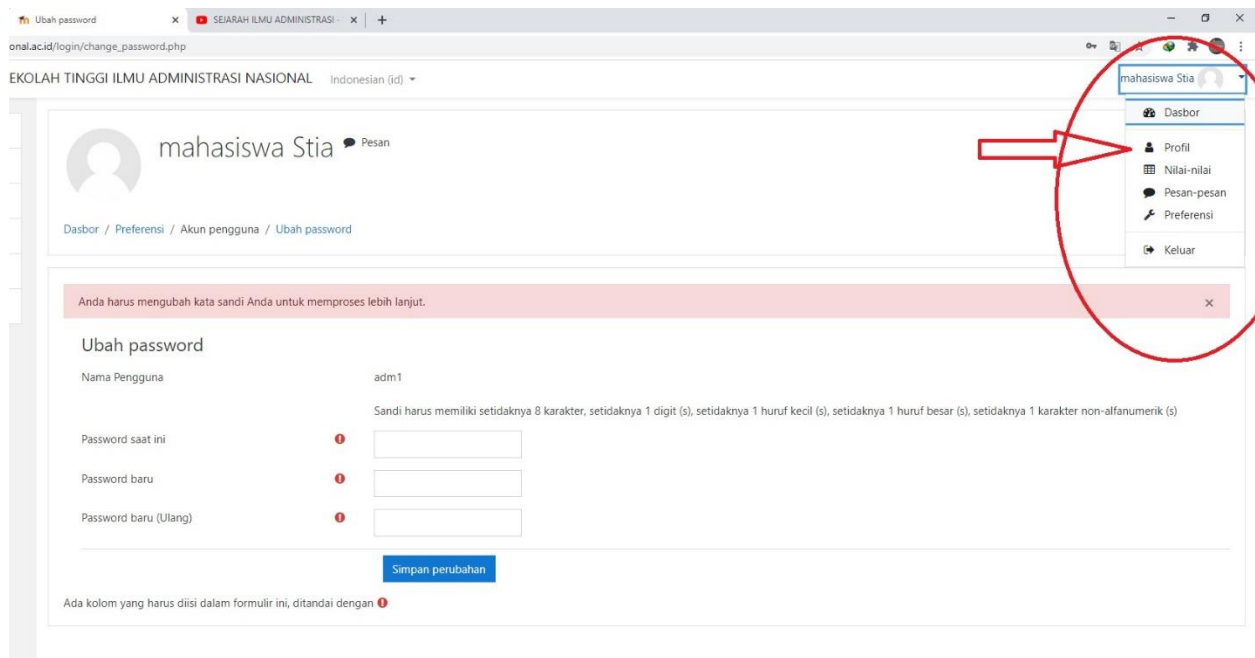 Ubah password
SEJARAH ILMU ADMINISTRASI -
onal.ac.id/login/change_password.php
EKOLAH TINGGI ILMU ADMINISTRASI NASIONAL Indonesian (id)
mahasiswa Stia
Dasbor
Profil
Nilai-nilai
Pesan-pesan
Preferensi
Keluar
mahasiswa Stia Pesan
Dasbor / Preferensi / Akun pengguna / Ubah password
Anda harus mengubah kata sandi Anda untuk memproses lebih lanjut.
Ubah password
Nama Pengguna adm1
Sandi harus memiliki setidaknya 8 karakter, setidaknya 1 digit (s), setidaknya 1 huruf kecil (s), setidaknya 1 huruf besar (s), setidaknya 1 karakter non-alfanumerik (s)
Password saat ini
Password baru
Password baru (Ulang)
Simpan perubahan
Ada kolom yang harus diisi dalam formulir ini, ditandai dengan